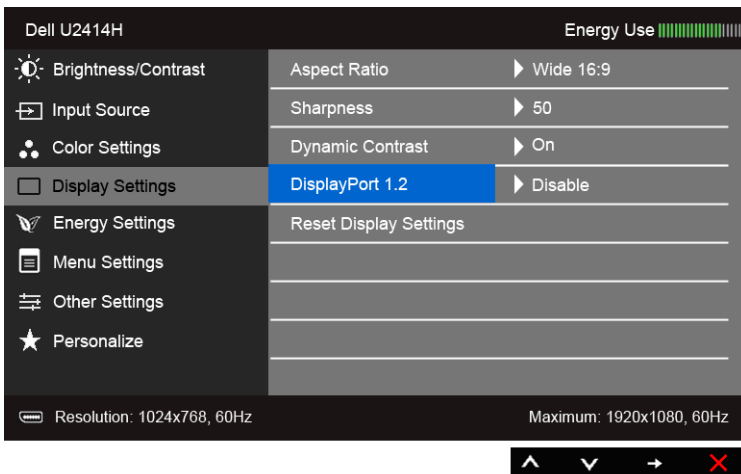 Dell U2414H Energy Use
Brightness/Contrast Aspect Ratio Wide 16:9
Input Source Sharpness 50
Color Settings Dynamic Contrast On
Display Settings DisplayPort 1.2 Disable
Energy Settings Reset Display Settings
Menu Settings
Other Settings
Personalize
Resolution: 1024x768, 60Hz Maximum: 1920x1080, 60Hz